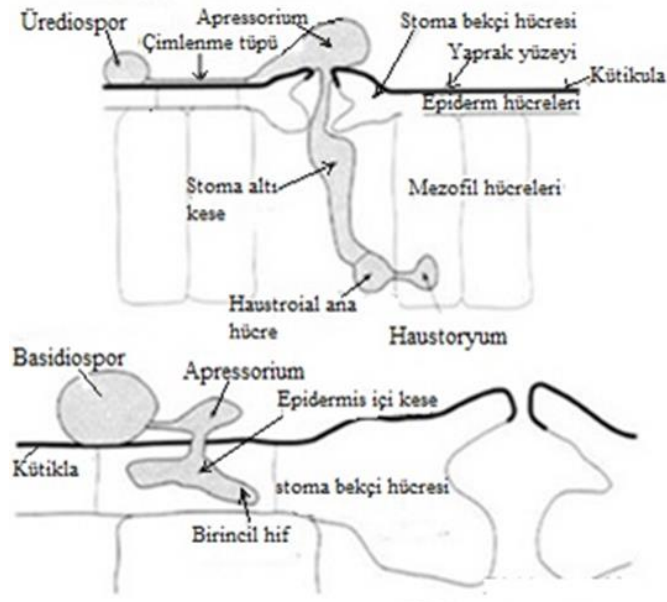 Ürediospor
Apressorium
Çimlenme tüpü
Stoma bekçi hücresi
Yaprak yüzeyi
Kütikula
Epiderm hücreleri
Stoma altı
kese
Mezofil hücreleri
Haustroial ana
hücre
Haustoryum
Basidiospor
Apressorium
Epidermis içi kese
Kütikla
stoma bekçi hücresi
Birincil hif